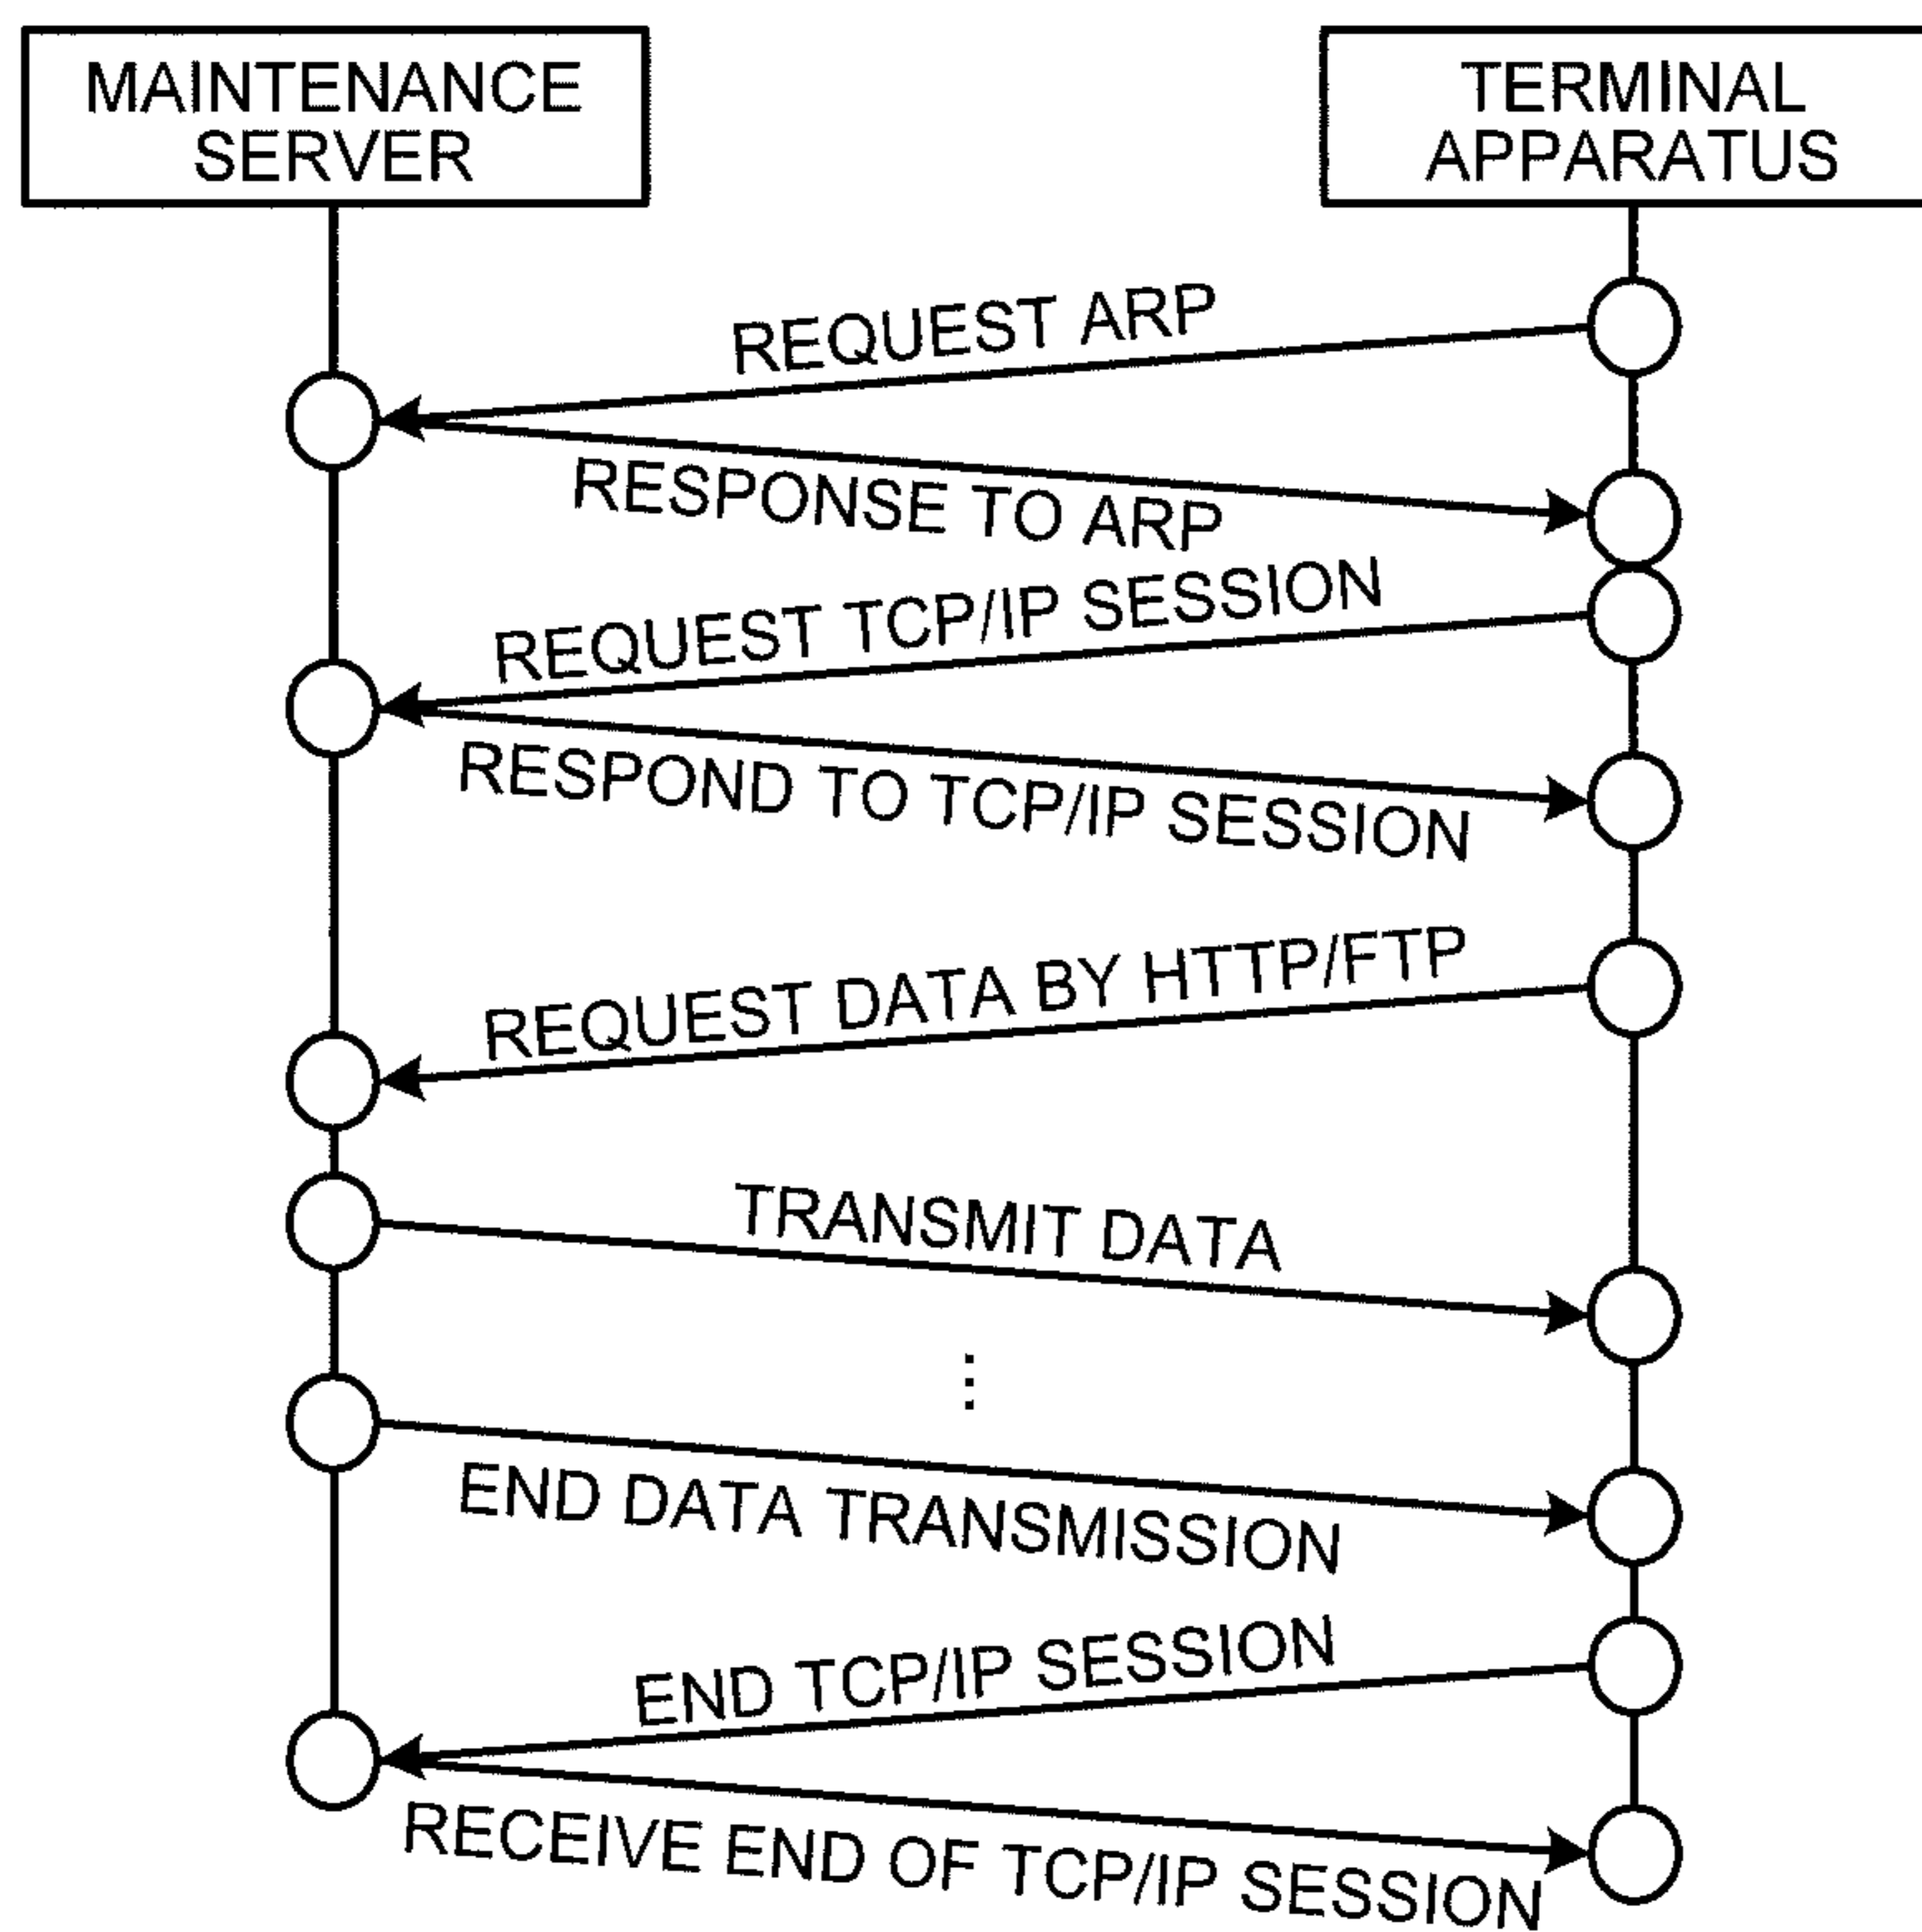 MAINTENANCE
SERVER
TERMINAL
APPARATUS
REQUEST ARP
RESPONSE TO ARP
REQUEST TCP/IP SESSION
RESPOND TO TCP/IP SESSION
REQUEST DATA BY HTTP/FTP
TRANSMIT DATA
END DATA TRANSMISSION
END TCP/IP SESSION
RECEIVE END OF TCP/IP SESSION